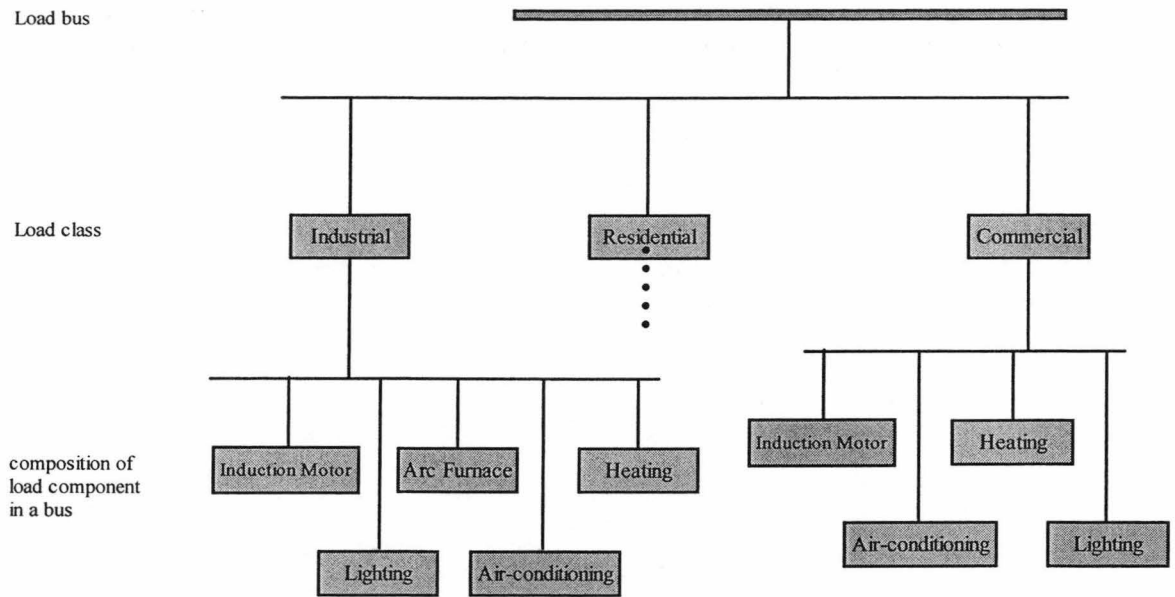 Load bus
Load class
Industrial
Residential
Commercial
composition of
load component
in a bus
Induction Motor
Arc Furnace
Heating
Lighting
Air-conditioning
Induction Motor
Heating
Air-conditioning
Lighting